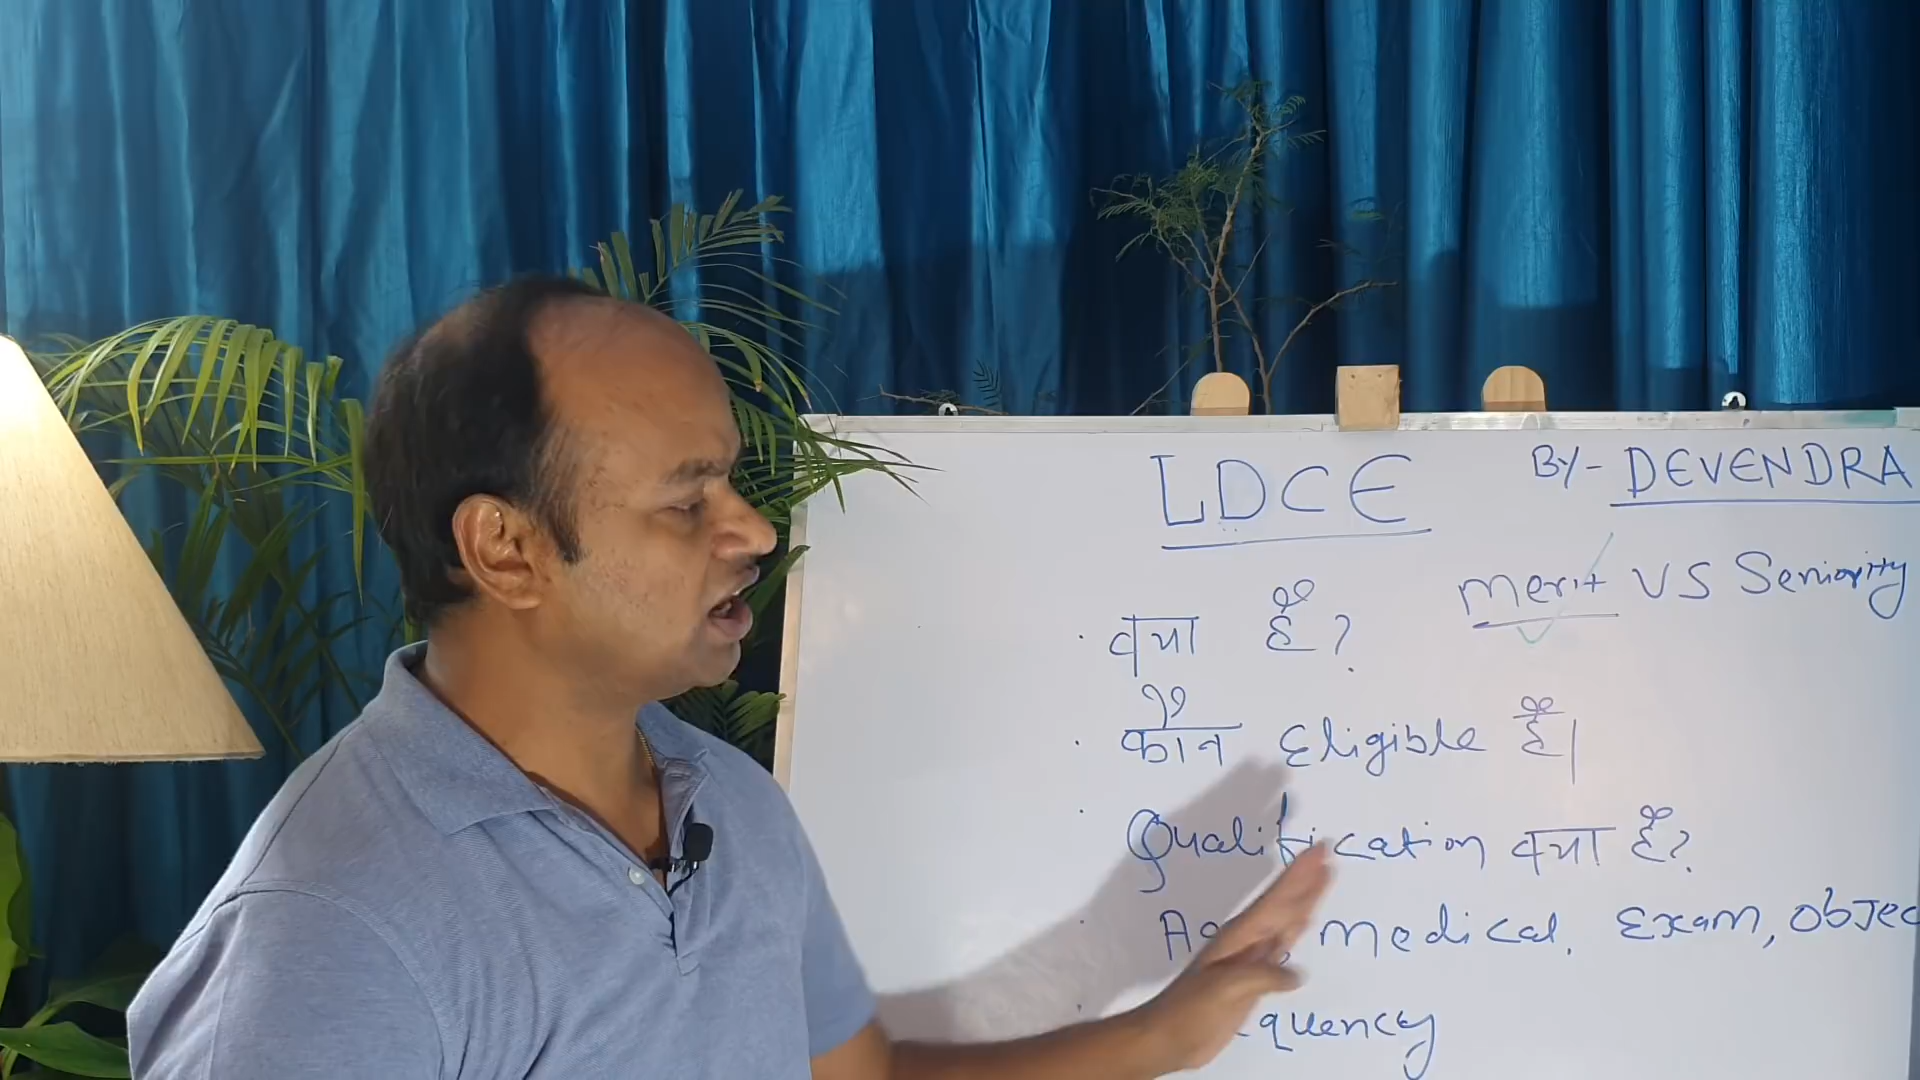 LDCE
BY- DEVENDRA
merit VS Seniority
क्या है?
कौन Eligible है।
Qualification क्या है?
medical, Exam, Objec
quency